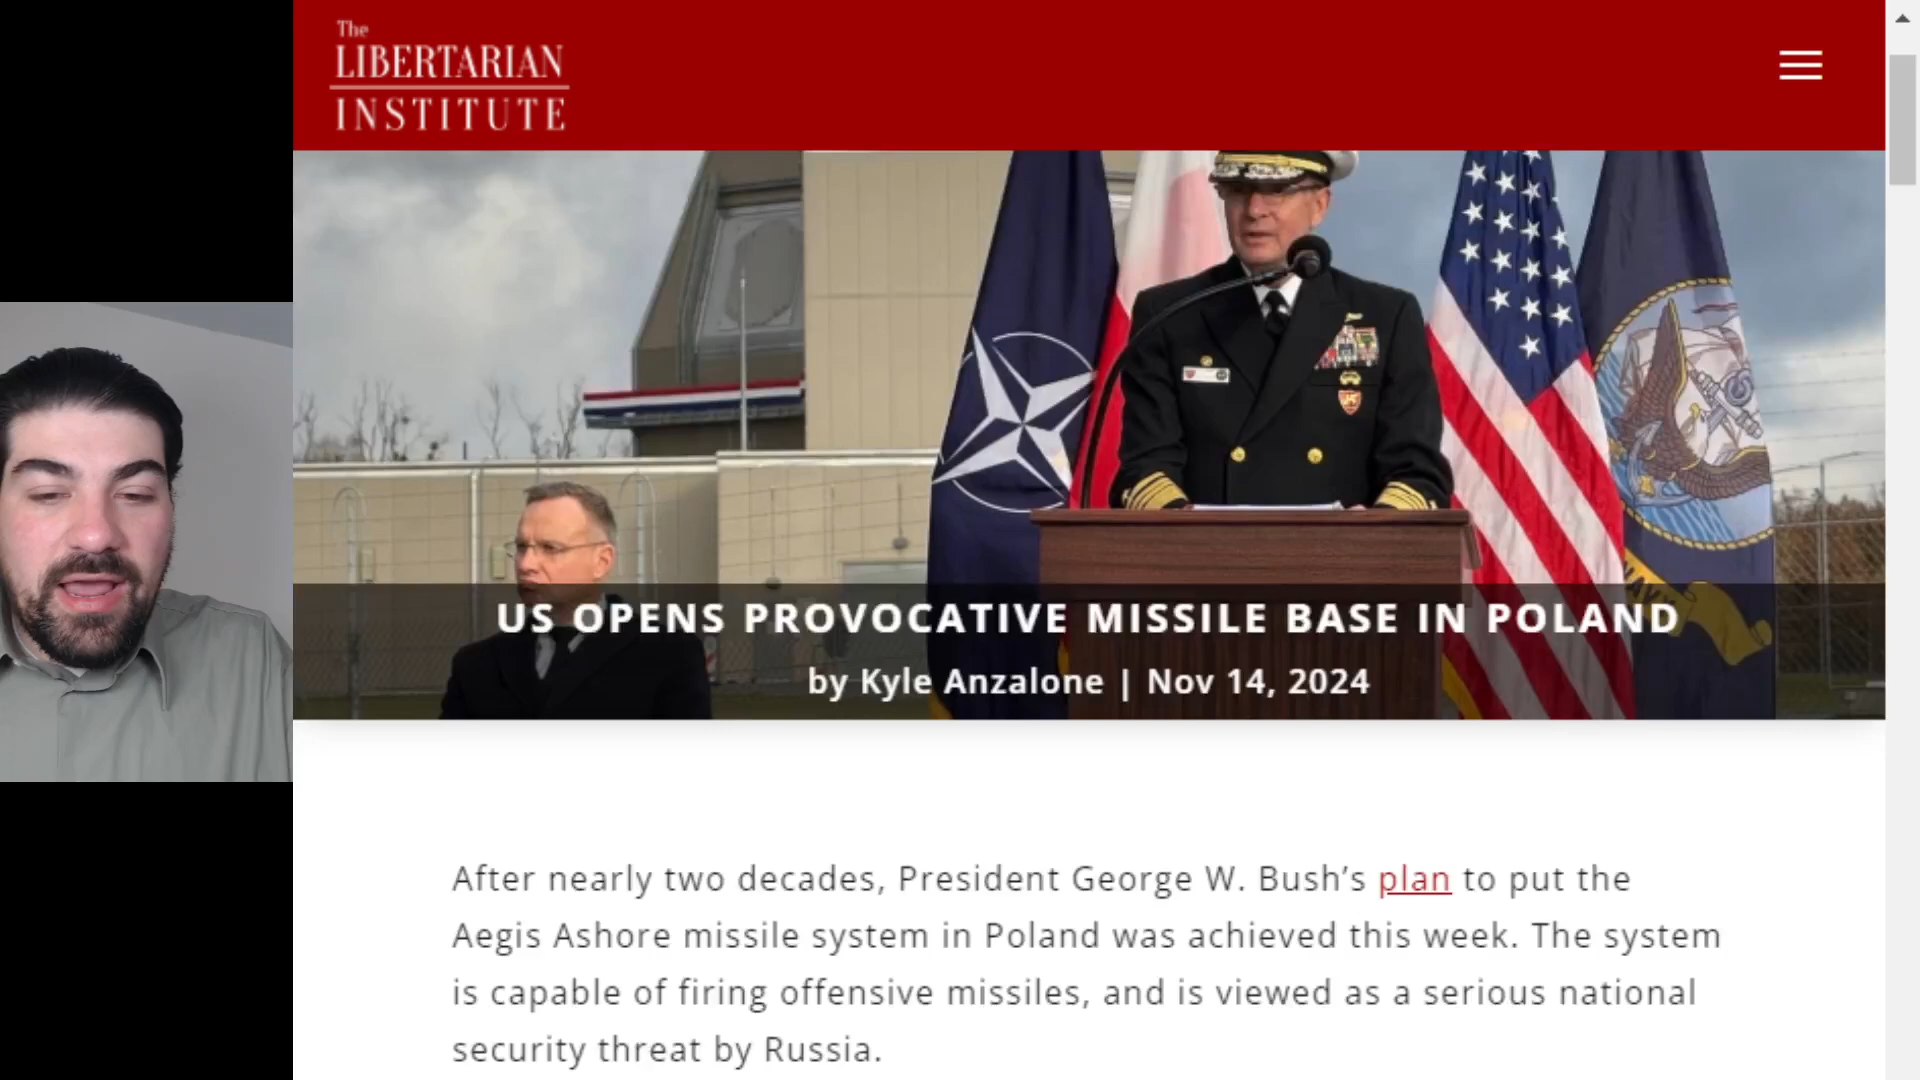 The
LIBERTARIAN
INSTITUTE
NAVY
US OPENS PROVOCATIVE MISSILE BASE IN POLAND
by Kyle Anzalone | Nov 14, 2024
After nearly two decades, President George W. Bush’s plan to put the
Aegis Ashore missile system in Poland was achieved this week. The system
is capable of firing offensive missiles, and is viewed as a serious national
security threat by Russia.